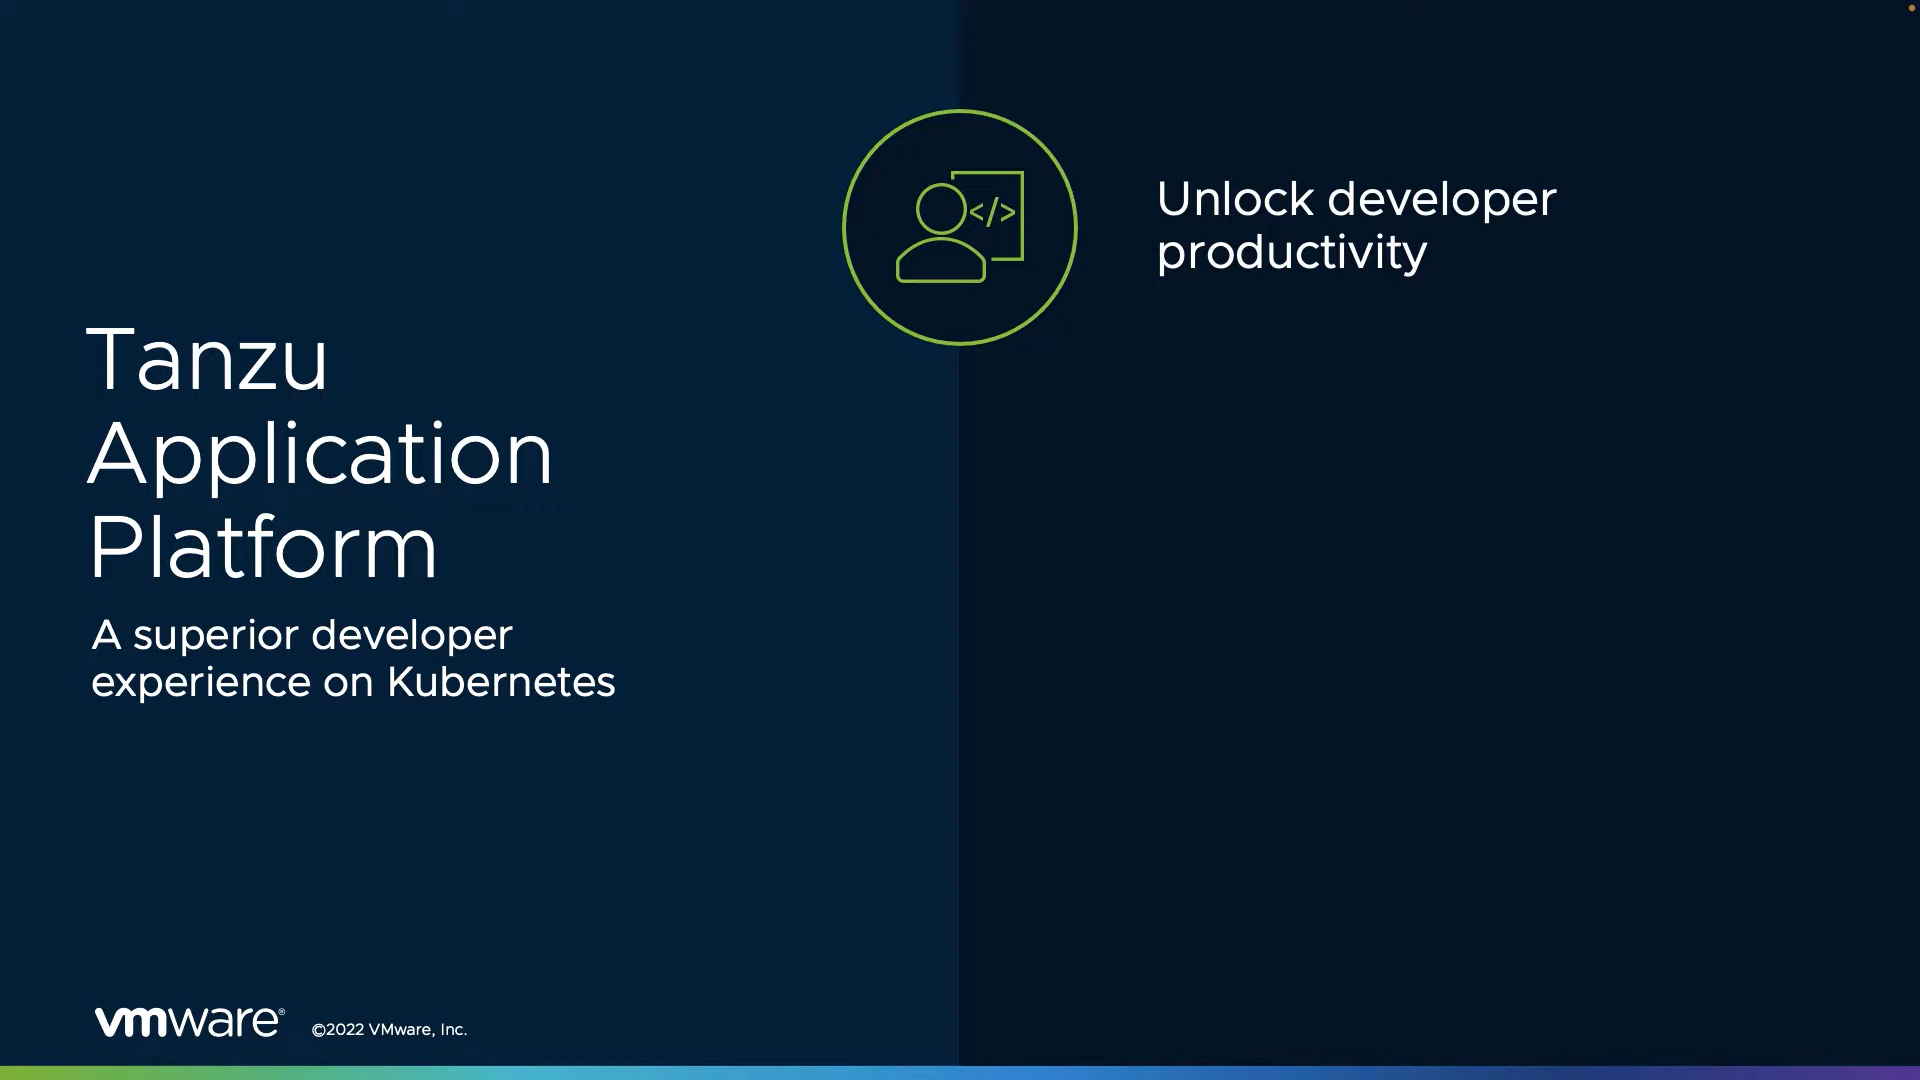 Tanzu
Application
Platform
A superior developer
experience on Kubernetes
</>
Unlock developer
productivity
vmware®
©2022 VMware, Inc.